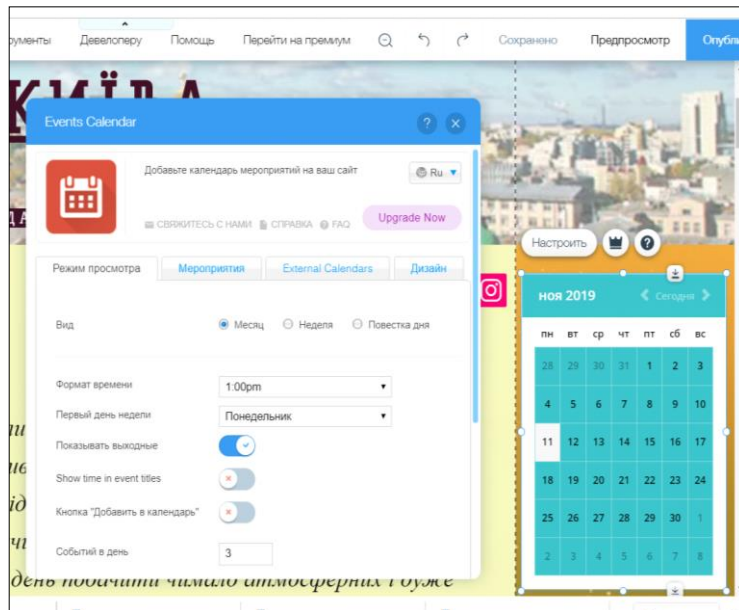 Девелоперу Помощь Перейти на премиум Сохранено Предпросмотр
Events Calendar ?
Добавьте календарь мероприятий на ваш сайт Ru
СВЯЖИТЕСЬ С НАМИ СПРАВКА FAQ Upgrade Now
Настроить ?
Режим просмотра Мероприятия External Calendars Дизайн
ноя 2019 Сегодня
Вид Месяц Неделя Повестка дня
пн вт ср чт пт сб вс
28 29 30 31 1 2 3
4 5 6 7 8 9 10
11 12 13 14 15 16 17
18 19 20 21 22 23 24
25 26 27 28 29 30 1
2 3 4 5 6 7 8
Формат времени 1:00pm
Первый день недели Понедельник
Показывать выходные
Show time in event titles
Кнопка "Добавить в календарь"
Событий в день 3
день побачити чимало атмосферних і дуже